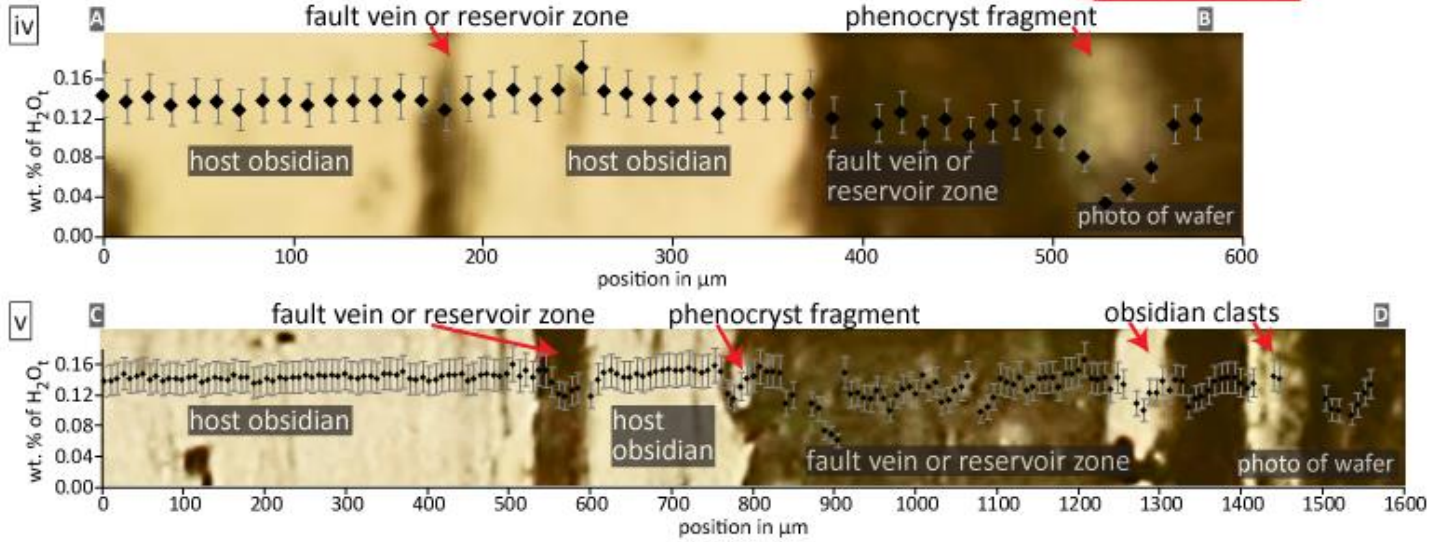 iv
A
fault vein or reservoir zone
phenocryst fragment
B
wt. % of H2Ot
0.16
0.12
0.08
0.04
0.00
host obsidian
host obsidian
fault vein or
reservoir zone
photo of wafer
0
100
200
300
400
500
600
position in µm
v
C
fault vein or reservoir zone
phenocryst fragment
obsidian clasts
D
wt. % of H2Ot
0.16
0.12
0.08
0.04
0.00
host obsidian
host
obsidian
fault vein or reservoir zone
photo of wafer
0
100
200
300
400
500
600
700
800
900
1000
1100
1200
1300
1400
1500
1600
position in µm